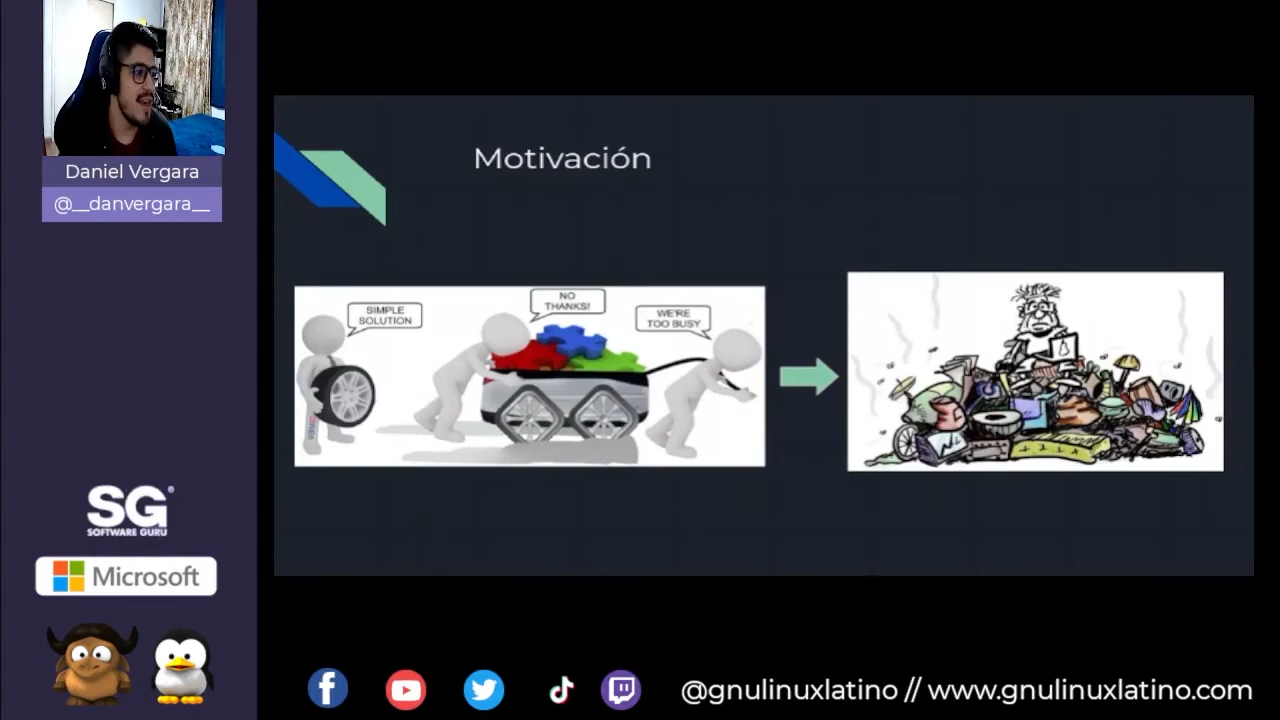 Daniel Vergara
@__danvergara__
Motivación
SIMPLE
SOLUTION
NO
THANKS!
WE'RE
TOO BUSY
SG
SOFTWARE GURU
Microsoft
@gnulinuxlatino // www.gnulinuxlatino.com